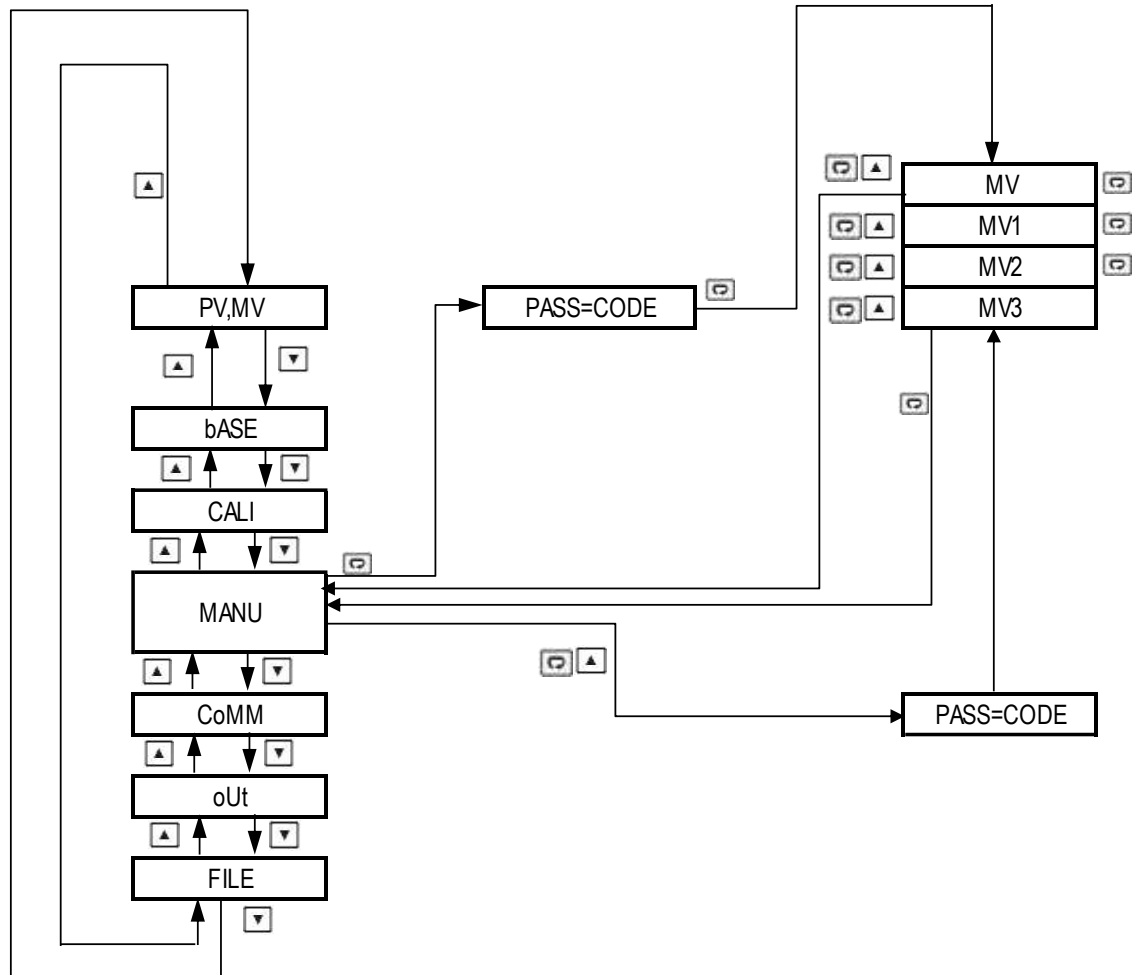 MV
MV1
MV2
MV3
PV,MV
PASS=CODE
bASE
CALI
MANU
CoMM
PASS=CODE
oUt
FILE